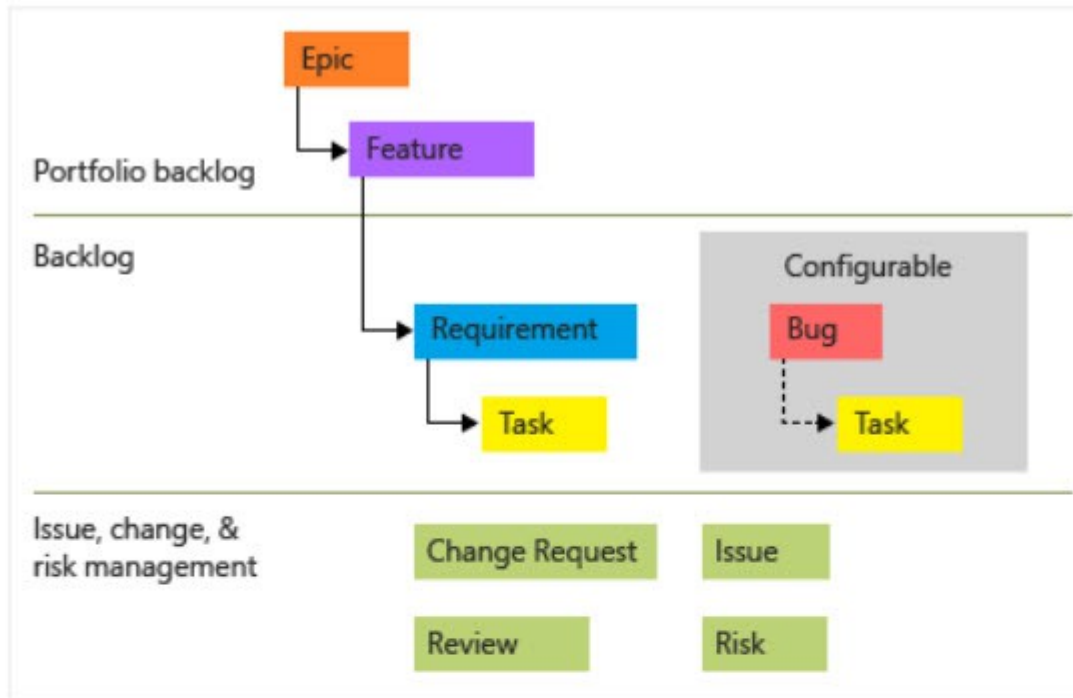 Epic
Feature
Portfolio backlog
Backlog
Configurable
Requirement
Bug
Task
Task
Issue, change, &
risk management
Change Request
Issue
Review
Risk